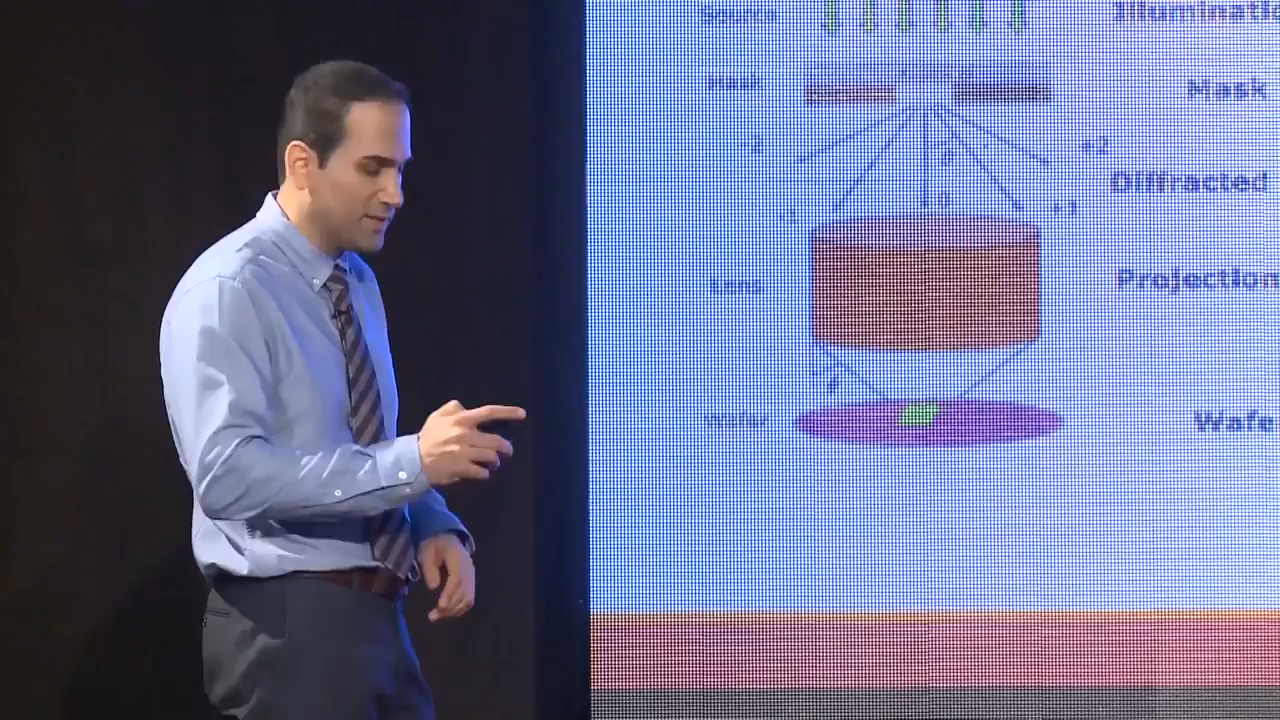 Source
Illuminati
Mask
Mask
-2
+2
θ
Diffracted
-1
0
+1
Lens
Projection
Wafer
Wafe